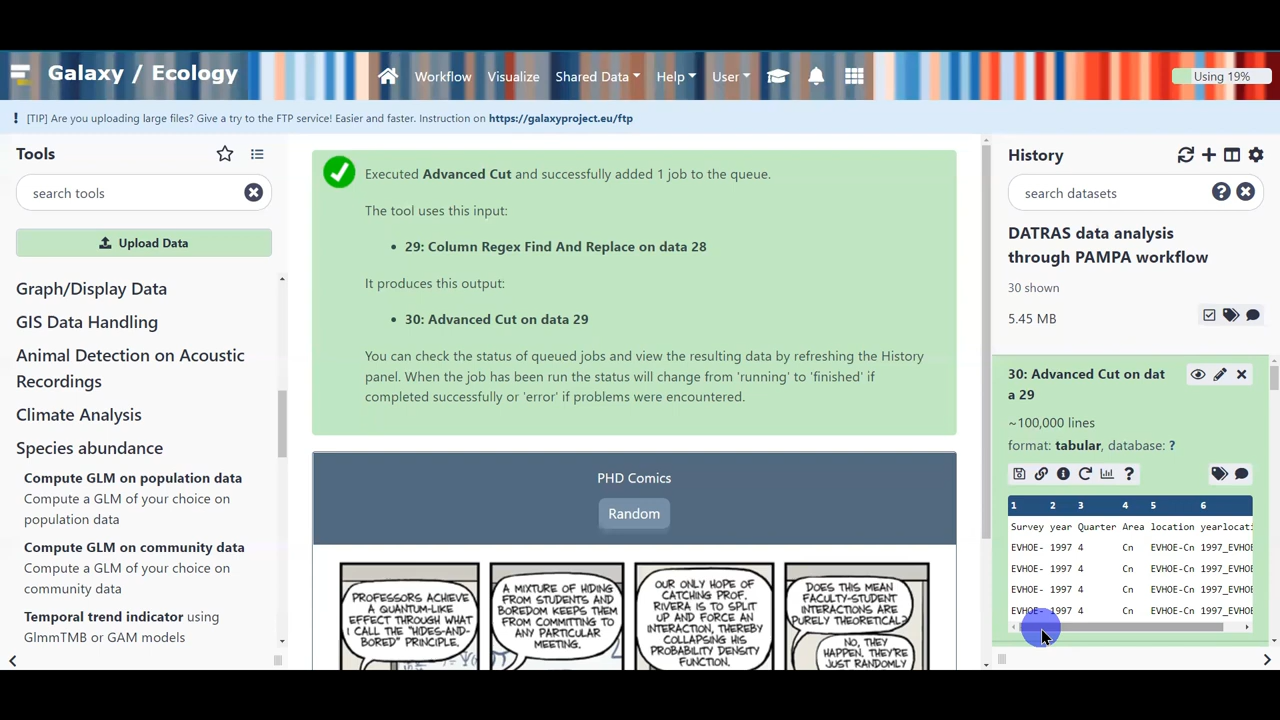 Galaxy / Ecology
Workflow
Visualize
Shared Data
Help
User
Using 19%
! [TIP] Are you uploading large files? Give a try to the FTP service! Easier and faster. Instruction on https://galaxyproject.eu/ftp
Tools
search tools
Upload Data
Graph/Display Data
GIS Data Handling
Animal Detection on Acoustic
Recordings
Climate Analysis
Species abundance
Compute GLM on population data
Compute a GLM of your choice on
population data
Compute GLM on community data
Compute a GLM of your choice on
community data
Temporal trend indicator using
GlmmTMB or GAM models
Executed Advanced Cut and successfully added 1 job to the queue.
The tool uses this input:
• 29: Column Regex Find And Replace on data 28
It produces this output:
• 30: Advanced Cut on data 29
You can check the status of queued jobs and view the resulting data by refreshing the History
panel. When the job has been run the status will change from 'running' to 'finished' if
completed successfully or 'error' if problems were encountered.
PHD Comics
Random
PROFESSORS ACHIEVE
A QUANTUM-LIKE
EFFECT THROUGH WHAT
I CALL THE "HIDES-AND-
BORED" PRINCIPLE.
A MIXTURE OF HIDING
FROM STUDENTS AND
BOREDOM KEEPS THEM
FROM COMMITTING TO
ANY PARTICULAR
MEETING.
OUR ONLY HOPE OF
CATCHING PROF.
RIVERA IS TO SPLIT
UP AND FORCE AN
INTERACTION, THEREBY
COLLAPSING HIS
PROBABILITY DENSITY
FUNCTION.
DOES THIS MEAN
FACULTY-STUDENT
INTERACTIONS ARE
PURELY THEORETICAL?
NO, THEY
HAPPEN. THEY'RE
JUST RANDOMLY
History
search datasets
DATRAS data analysis
through PAMPA workflow
30 shown
5.45 MB
30: Advanced Cut on dat
a 29
~100,000 lines
format: tabular, database: ?
1 2 3 4 5 6
Survey year Quarter Area location yearlocati
EVHOE- 1997 4 Cn EVHOE-Cn 1997_EVHOE
EVHOE- 1997 4 Cn EVHOE-Cn 1997_EVHOE
EVHOE- 1997 4 Cn EVHOE-Cn 1997_EVHOE
EVHOE- 1997 4 Cn EVHOE-Cn 1997_EVHOE